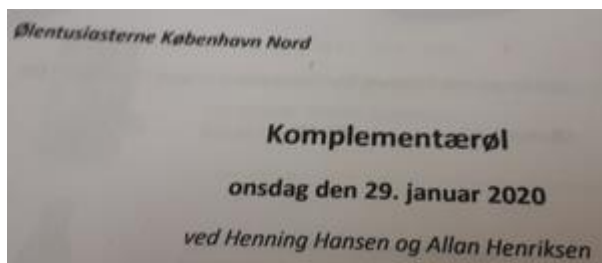 Ølentusiasterne København Nord
Komplementærøl
onsdag den 29. januar 2020
ved Henning Hansen og Allan Henriksen